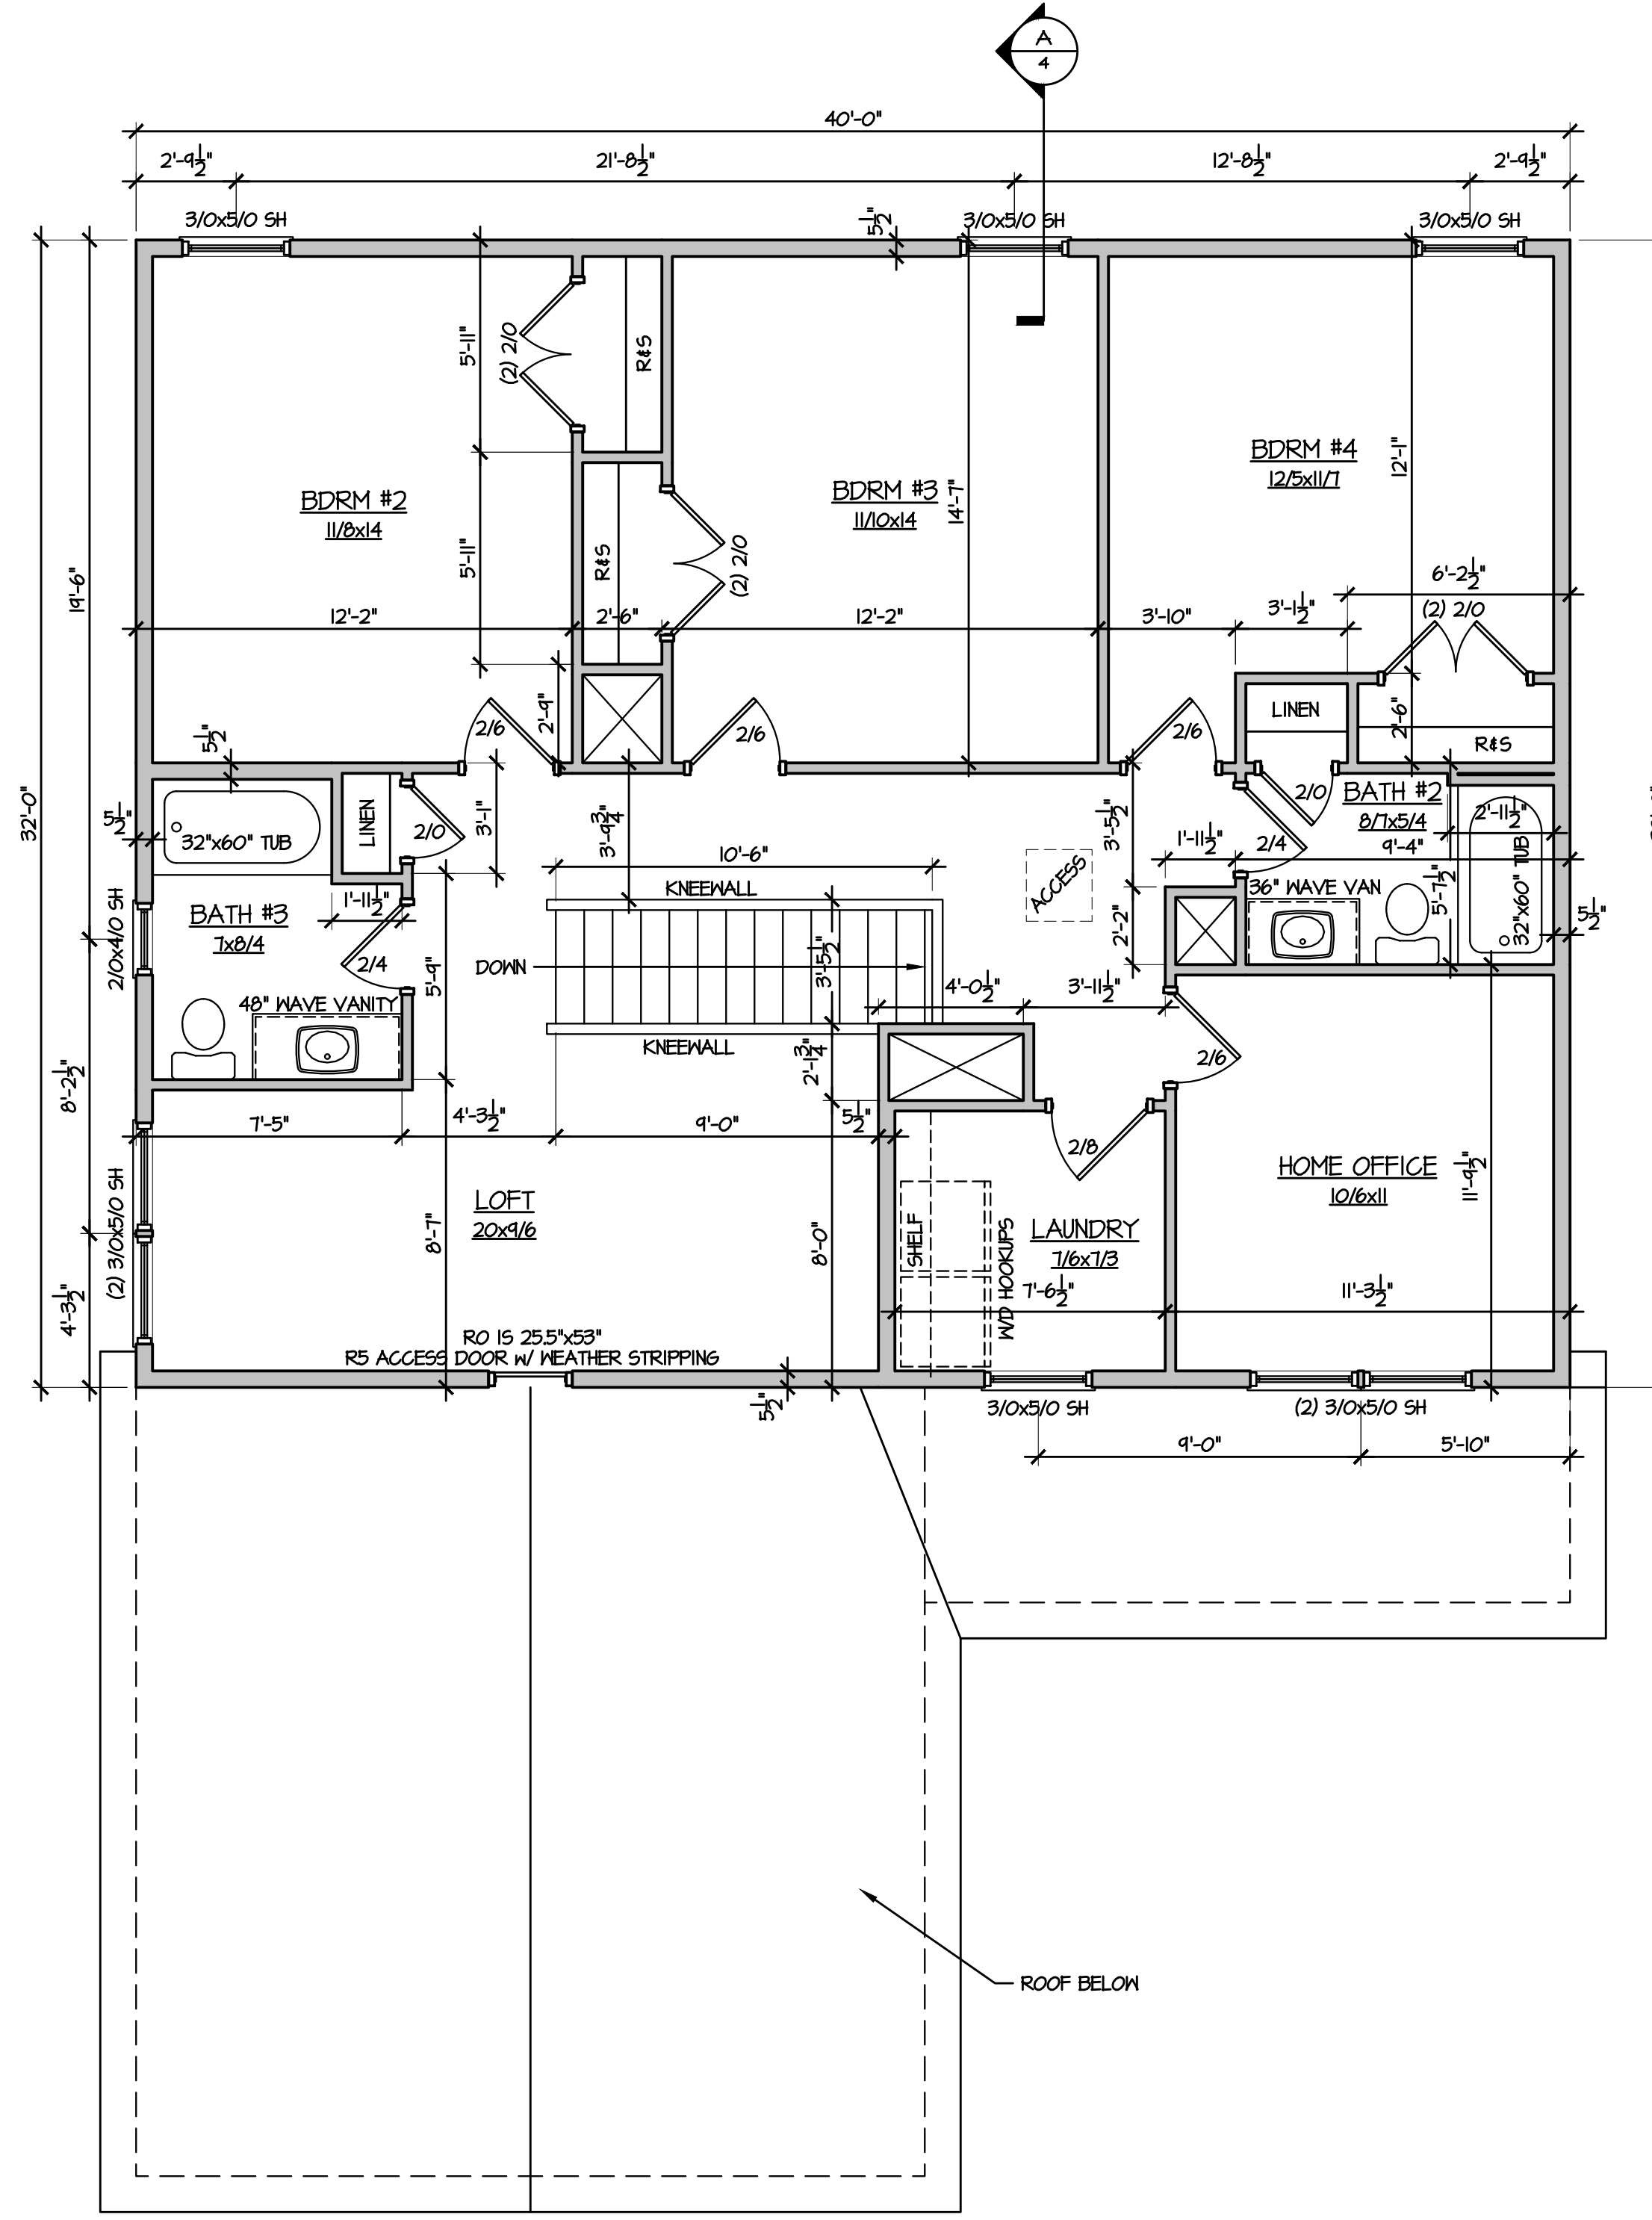 A
4
40'-0"
2'-9 1/2"
21'-8 1/2"
12'-8 1/2"
2'-9 1/2"
3/0x5/0 SH
5 1/2"
3/0x5/0 SH
3/0x5/0 SH
5'-11"
(2) 2/0
R&S
BDRM #2
11/8x14
BDRM #3
11/10x14
14'-7"
BDRM #4
12/5x11/7
12'-1"
19'-6"
32'-0"
5'-11"
R&S
(2) 2/0
6'-2 1/2"
12'-2"
2'-6"
12'-2"
3'-10"
3'-1 1/2"
(2) 2/0
2'-9"
2/6
2/6
2/6
LINEN
2'-6"
R&S
5 1/2"
5 1/2"
32"x60" TUB
LINEN
2/0
3'-1"
3'-9 3/4"
3'-5 1/2"
2/0
BATH #2
8/7x5/4
2'-11 1/2"
1'-11 1/2"
2/4
9'-4"
10'-6"
KNEEWALL
ACCESS
36" WAVE VAN
5'-7 1/2"
32"x60" TUB
5 1/2"
2/0x4/0 SH
BATH #3
7x8/4
1'-11 1/2"
2/4
5'-9"
DOWN
3'-5 1/2"
2'-2"
48" WAVE VANITY
4'-0 1/2"
3'-11 1/2"
KNEEWALL
2'-1 3/4"
2/6
8'-2 1/2"
7'-5"
4'-3 1/2"
9'-0"
5 1/2"
2/8
(2) 3/0x5/0 SH
LOFT
20x9/6
8'-7"
8'-0"
SHELF
W/D HOOKUPS
LAUNDRY
7/6x7/3
HOME OFFICE
10/6x11
11'-9 1/2"
4'-3 1/2"
7'-6 1/2"
11'-3 1/2"
RO IS 25.5"x53"
R5 ACCESS DOOR w/ WEATHER STRIPPING
5 1/2"
3/0x5/0 SH
(2) 3/0x5/0 SH
9'-0"
5'-10"
ROOF BELOW